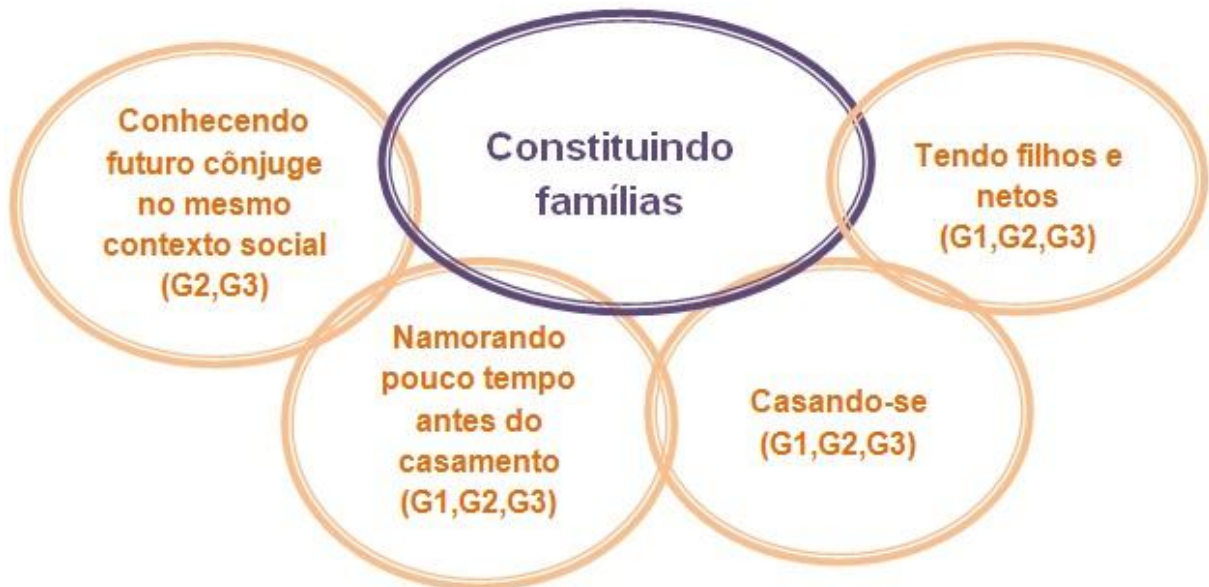 Conhecendo
futuro cônjuge
no mesmo
contexto social
(G2,G3)
Constituindo
famílias
Tendo filhos e
netos
(G1,G2,G3)
Namorando
pouco tempo
antes do
casamento
(G1,G2,G3)
Casando-se
(G1,G2,G3)